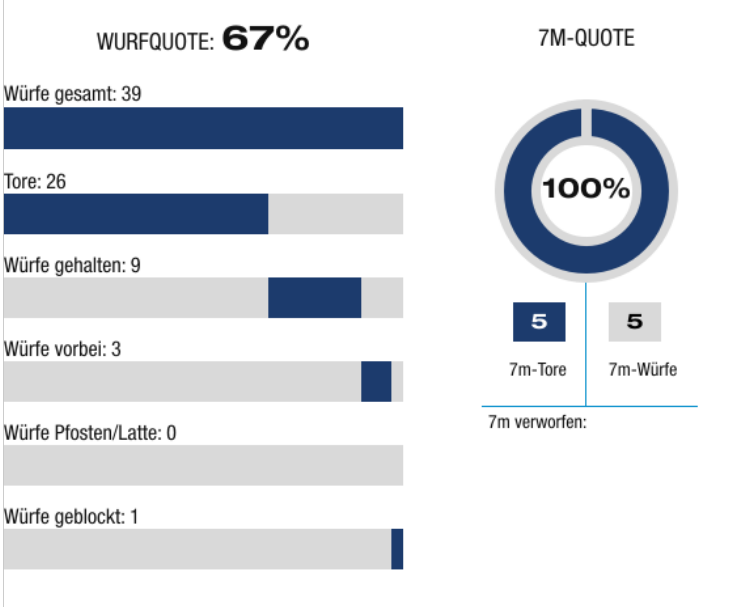 WURFQUOTE: 67%
Würfe gesamt: 39
Tore: 26
Würfe gehalten: 9
Würfe vorbei: 3
Würfe Pfosten/Latte: 0
Würfe geblockt: 1
7M-QUOTE
100%
5 5
7m-Tore 7m-Würfe
7m verworfen: